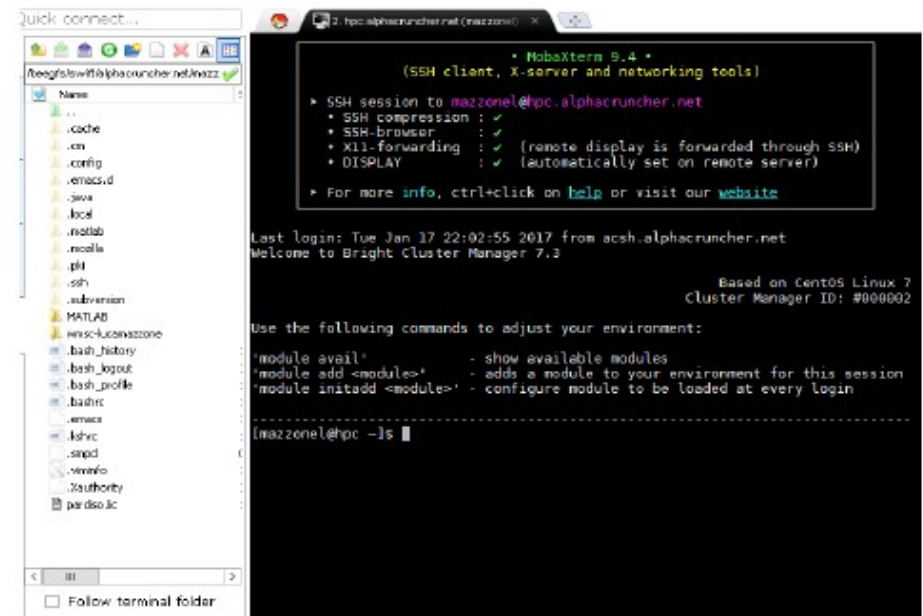 Quick connect...
2. hpc.alphacruncher.net (mazzonel)
/beegfs/swift/alphacruncher.net/mazz
Name
..
.cache
.cm
.config
.emacs.d
.java
.local
.matlab
.mozilla
.pki
.ssh
.subversion
MATLAB
wmsc-lucamazzone
.bash_history
.bash_logout
.bash_profile
.bashrc
.emacs
.kshrc
.smpd
.viminfo
.Xauthority
pardiso.lic
Follow terminal folder
• MobaXterm 9.4 •
(SSH client, X-server and networking tools)
▸ SSH session to mazzonel@hpc.alphacruncher.net
• SSH compression : ✔
• SSH-browser : ✔
• X11-forwarding : ✔ (remote display is forwarded through SSH)
• DISPLAY : ✔ (automatically set on remote server)
▸ For more info, ctrl+click on help or visit our website
Last login: Tue Jan 17 22:02:55 2017 from acsh.alphacruncher.net
Welcome to Bright Cluster Manager 7.3
Based on CentOS Linux 7
Cluster Manager ID: #000002
Use the following commands to adjust your environment:
'module avail' - show available modules
'module add <module>' - adds a module to your environment for this session
'module initadd <module>' - configure module to be loaded at every login
-------------------------------------------------------------------------------
[mazzonel@hpc ~]$